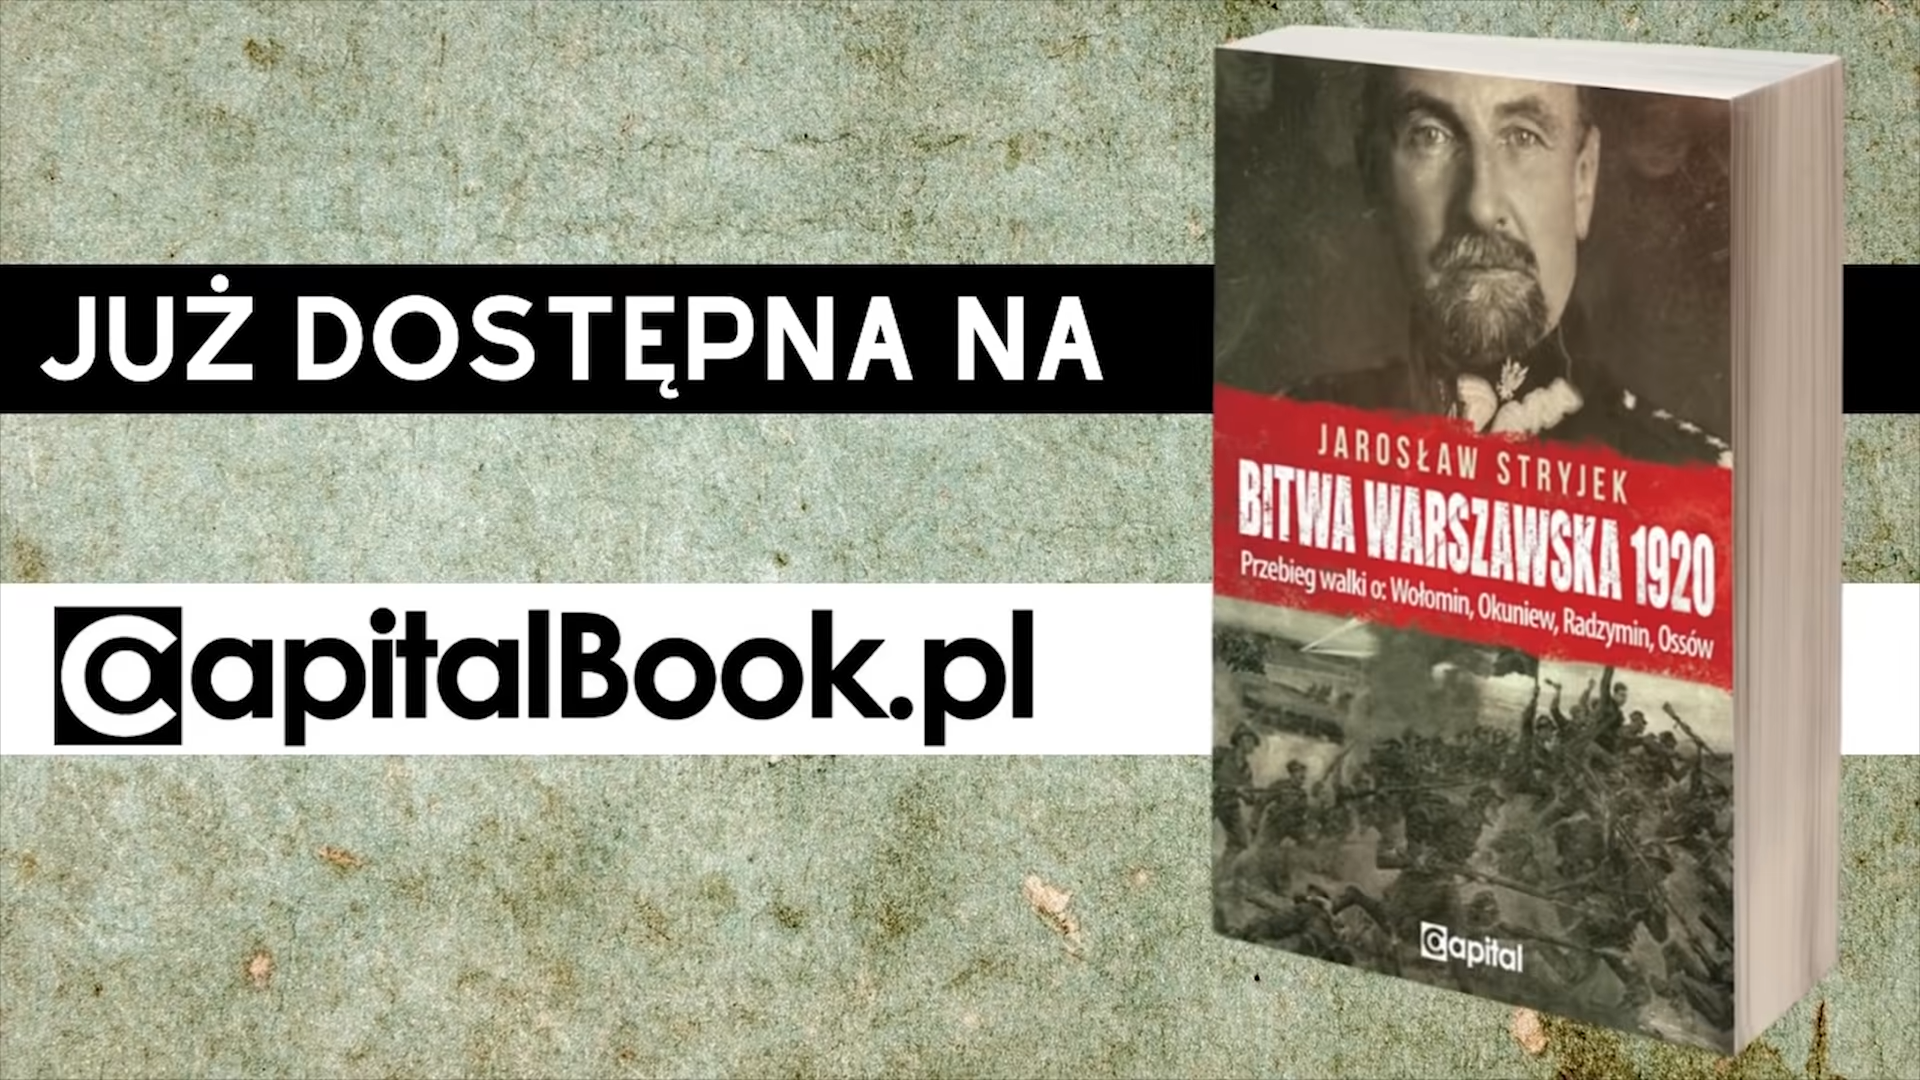 JUŻ DOSTĘPNA NA
CapitalBook.pl
JAROSŁAW STRYJEK
BITWA WARSZAWSKA 1920
Przebieg walki o: Wołomin, Okuniew, Radzymin, Ossów
Capital